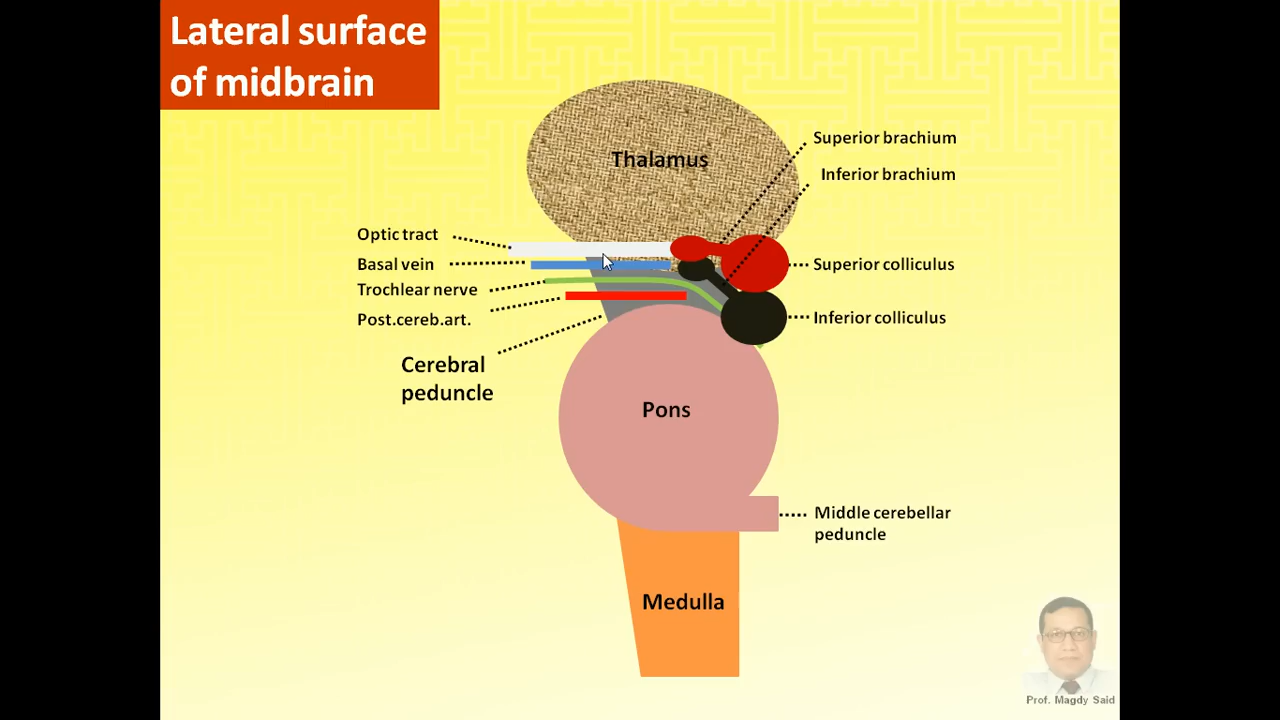 Lateral surface
of midbrain
Thalamus
Superior brachium
Inferior brachium
Optic tract
Basal vein
Trochlear nerve
Post.cereb.art.
Superior colliculus
Inferior colliculus
Cerebral
peduncle
Pons
Middle cerebellar
peduncle
Medulla
Prof. Magdy Said